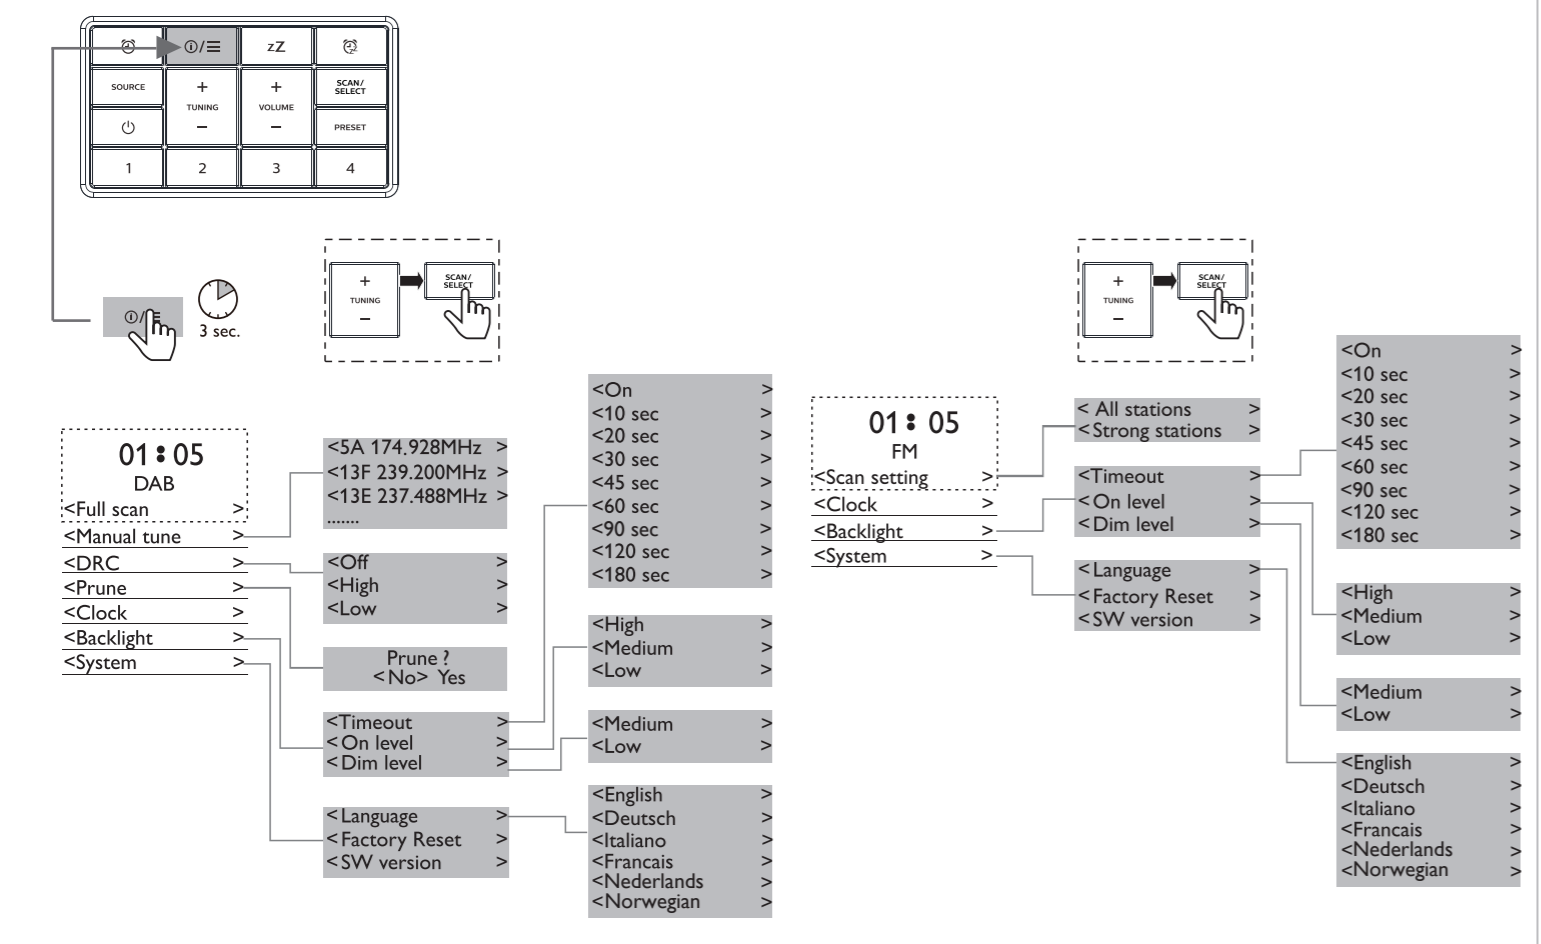 ⓘ/☰
zZ
SOURCE
+
TUNING
−
+
VOLUME
−
SCAN/
SELECT
PRESET
1 2 3 4
ⓘ/☰
3 sec.
+
TUNING
−
SCAN/
SELECT
01:05
DAB
<Full scan >
<Manual tune >
<DRC >
<Prune >
<Clock >
<Backlight >
<System >
<5A 174.928MHz >
<13F 239.200MHz >
<13E 237.488MHz >
.......
<Off >
<High >
<Low >
Prune ?
<No> Yes
<Timeout >
<On level >
<Dim level >
<Language >
<Factory Reset >
<SW version >
<On >
<10 sec >
<20 sec >
<30 sec >
<45 sec >
<60 sec >
<90 sec >
<120 sec >
<180 sec >
<High >
<Medium >
<Low >
<Medium >
<Low >
<English >
<Deutsch >
<Italiano >
<Francais >
<Nederlands >
<Norwegian >
+
TUNING
−
SCAN/
SELECT
01:05
FM
<Scan setting >
<Clock >
<Backlight >
<System >
< All stations >
<Strong stations >
<Timeout >
<On level >
<Dim level >
<Language >
<Factory Reset >
<SW version >
<On >
<10 sec >
<20 sec >
<30 sec >
<45 sec >
<60 sec >
<90 sec >
<120 sec >
<180 sec >
<High >
<Medium >
<Low >
<Medium >
<Low >
<English >
<Deutsch >
<Italiano >
<Francais >
<Nederlands >
<Norwegian >